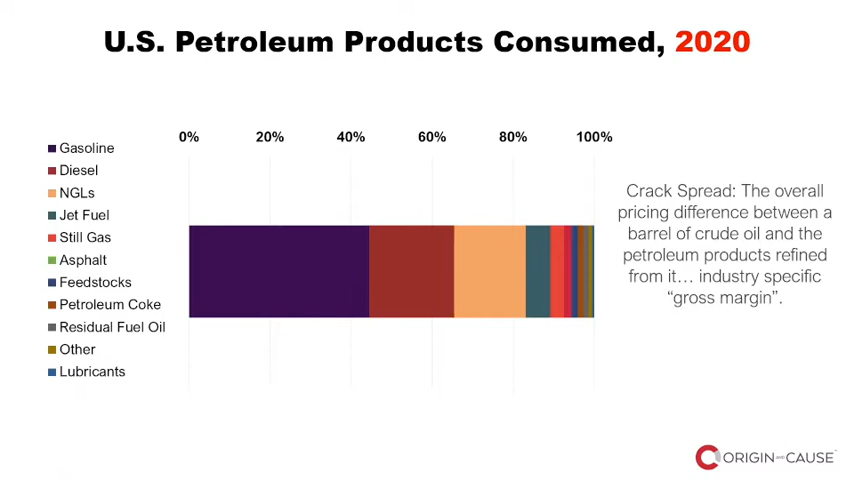 U.S. Petroleum Products Consumed, 2020
0% 20% 40% 60% 80% 100%
Gasoline
Diesel
NGLs
Jet Fuel
Still Gas
Asphalt
Feedstocks
Petroleum Coke
Residual Fuel Oil
Other
Lubricants
Crack Spread: The overall
pricing difference between a
barrel of crude oil and the
petroleum products refined
from it… industry specific
“gross margin”.
ORIGIN AND CAUSE